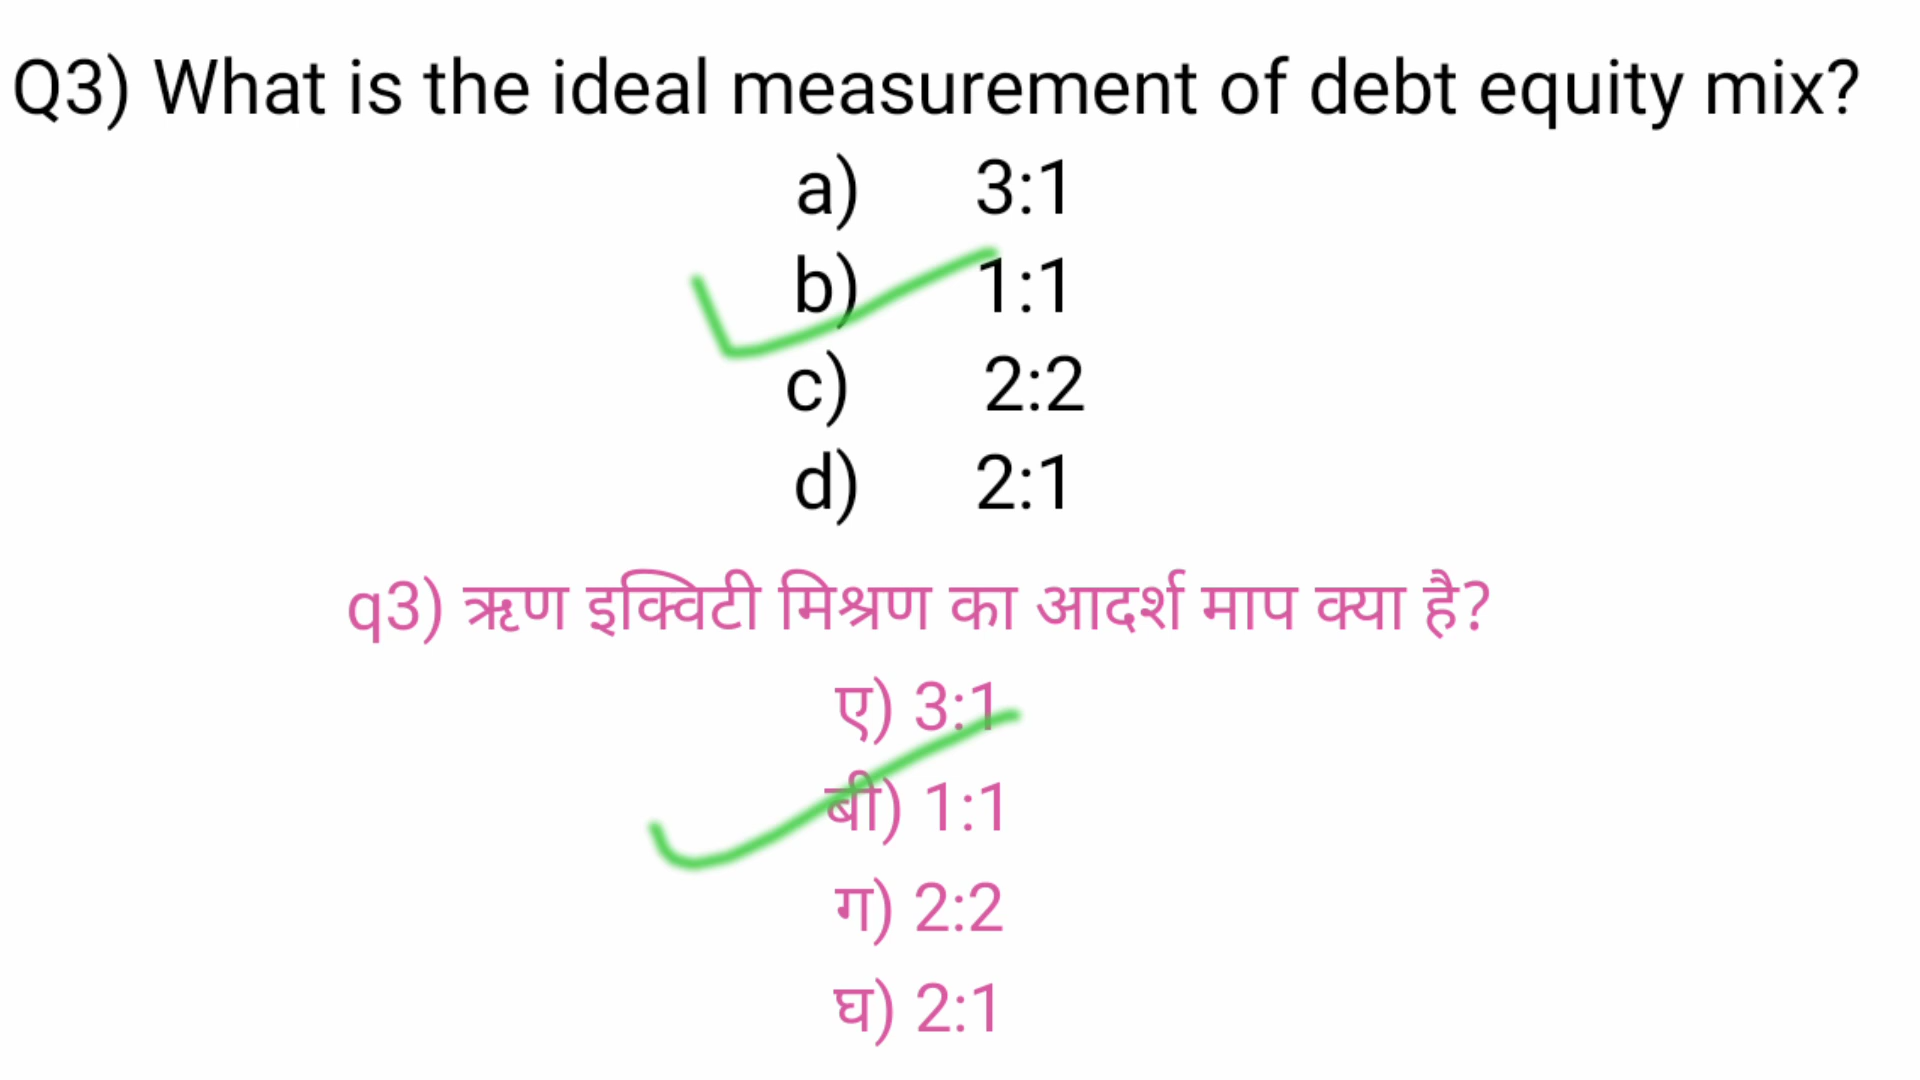 Q3) What is the ideal measurement of debt equity mix?
a) 3:1
b) 1:1
c) 2:2
d) 2:1
q3) ऋण इक्विटी मिश्रण का आदर्श माप क्या है?
ए) 3:1
बी) 1:1
ग) 2:2
घ) 2:1